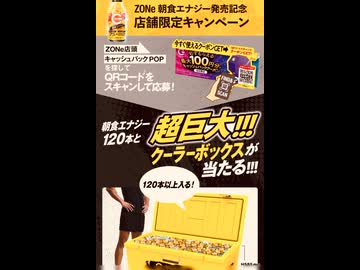 ZONe 朝食エナジー発売記念
店舗限定キャンペーン
ZONe店頭
キャッシュバックPOP
を探して
QRコードを
スキャンして応募！
今すぐ使えるクーポンGET
100
SCAN
朝食エナジー
120本と
超巨大!!!
クーラーボックスが
当たる!!!
120本以上入る！